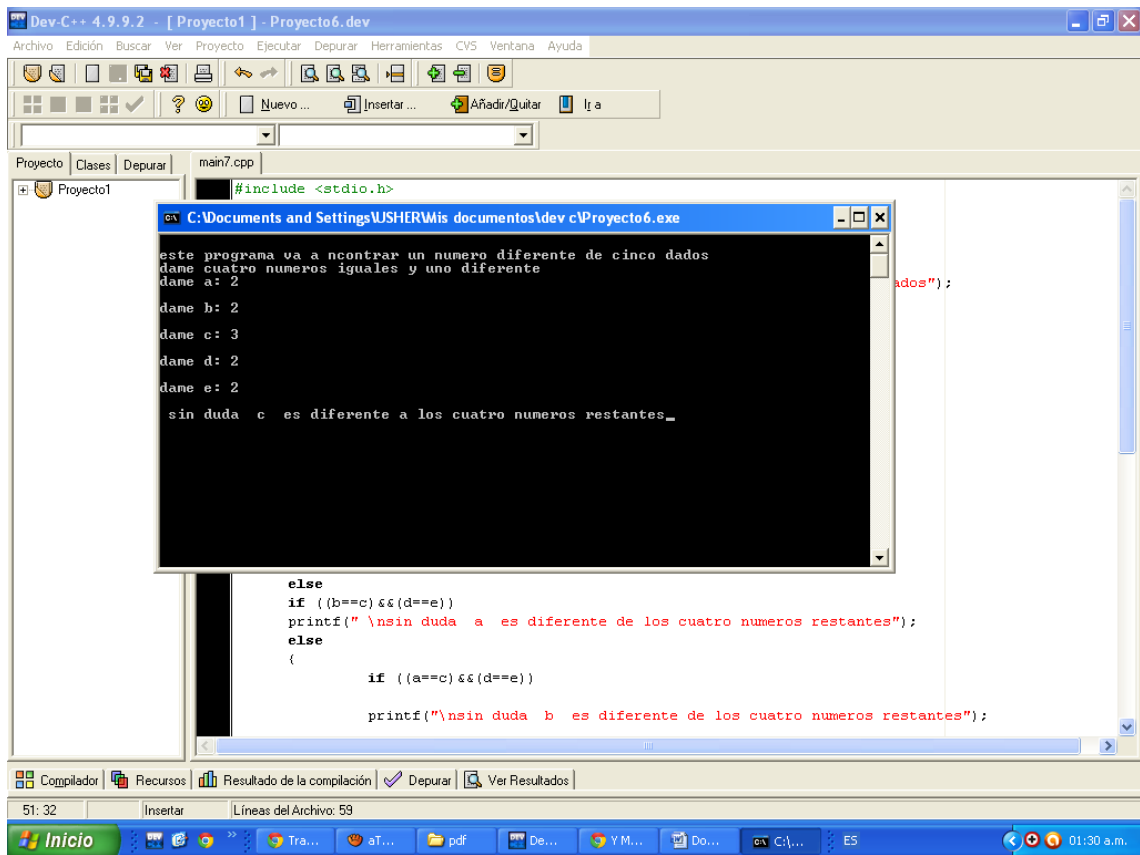 Dev-C++ 4.9.9.2 - [ Proyecto1 ] - Proyecto6.dev
Archivo Edición Buscar Ver Proyecto Ejecutar Depurar Herramientas CVS Ventana Ayuda
Nuevo ... Insertar ... Añadir/Quitar Ir a
Proyecto Clases Depurar main7.cpp
Proyecto1
#include <stdio.h>
C:\Documents and Settings\USHER\Mis documentos\dev c\Proyecto6.exe
este programa va a ncontrar un numero diferente de cinco dados
dame cuatro numeros iguales y uno diferente
dame a: 2
ados");
dame b: 2
dame c: 3
dame d: 2
dame e: 2
sin duda c es diferente a los cuatro numeros restantes_
else
if ((b==c)&&(d==e))
printf(" \nsin duda a es diferente de los cuatro numeros restantes");
else
{
if ((a==c)&&(d==e))
printf("\nsin duda b es diferente de los cuatro numeros restantes");
Compilador Recursos Resultado de la compilación Depurar Ver Resultados
51: 32 Insertar Líneas del Archivo: 59
Inicio Tra... aT... pdf De... Y M... Do... C:\... ES 01:30 a.m.